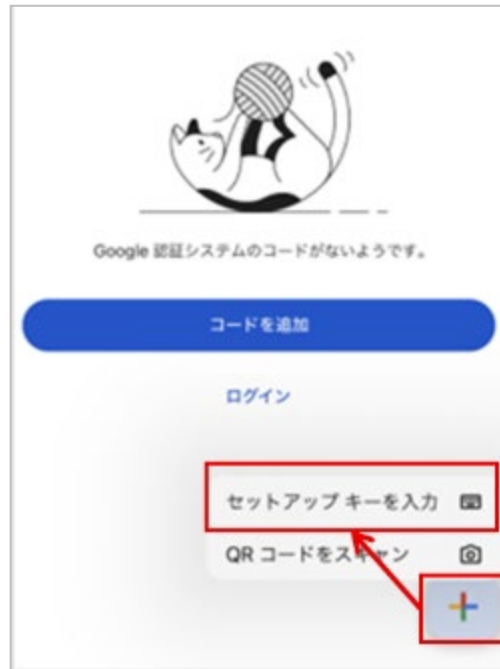 Google 認証システムのコードがないようです。
コードを追加
ログイン
セットアップ キーを入力
QR コードをスキャン